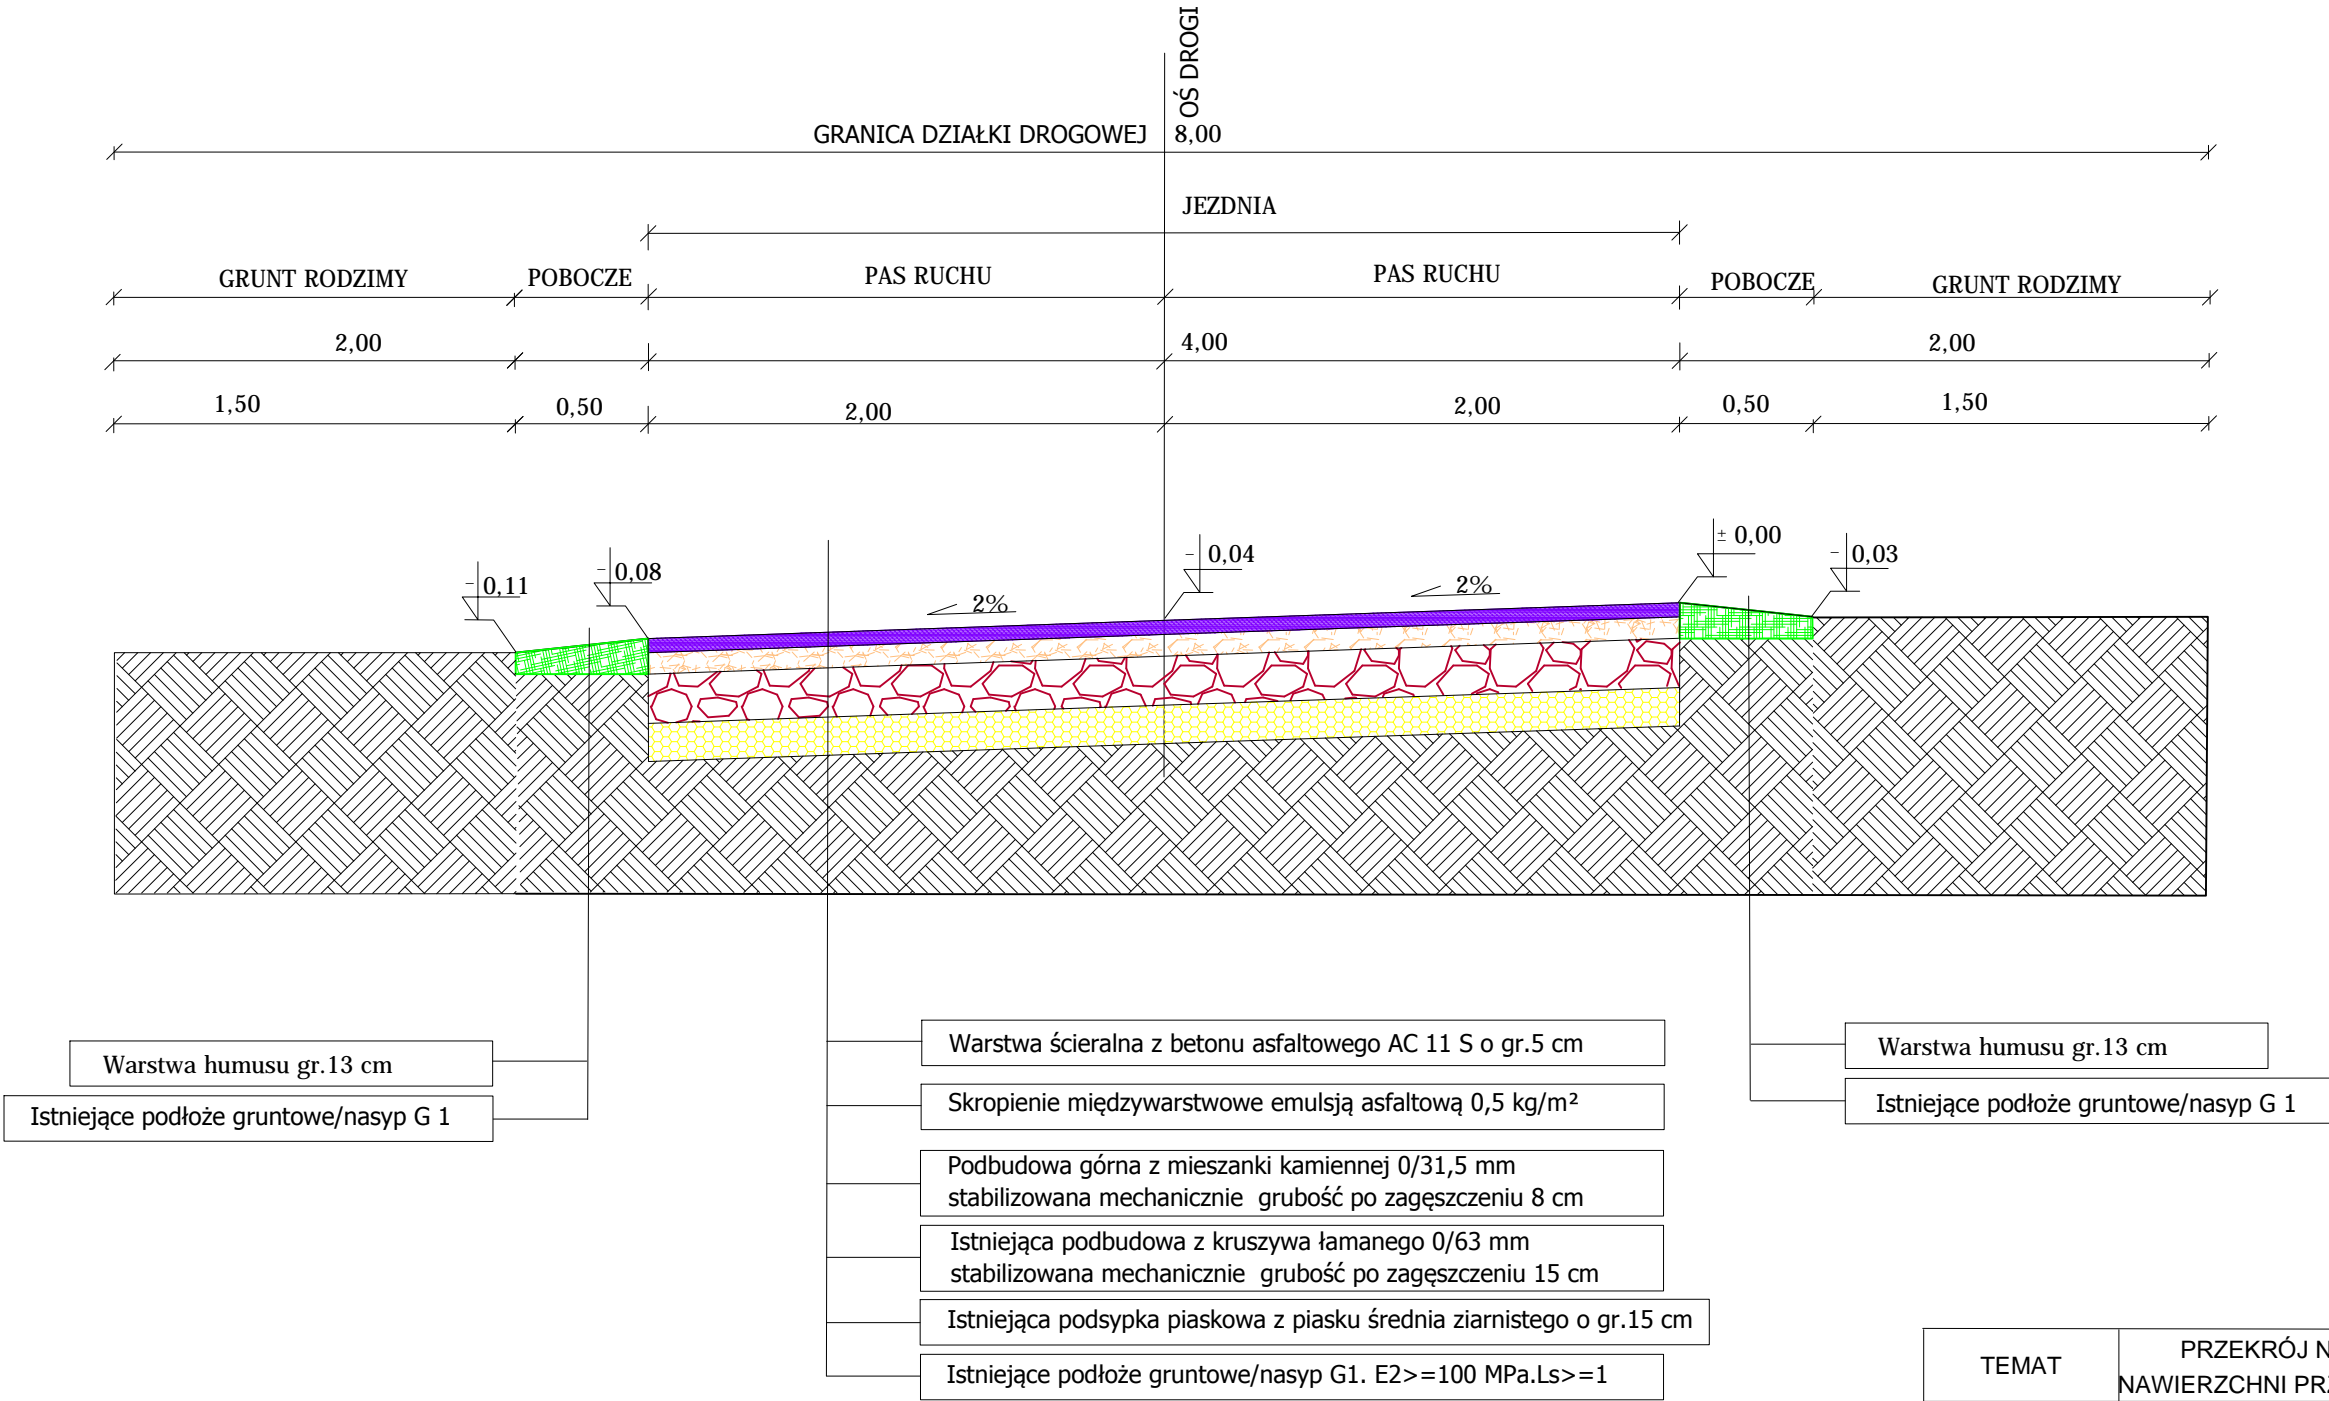 OŚ DROGI
GRANICA DZIAŁKI DROGOWEJ 8,00
JEZDNIA
GRUNT RODZIMY POBOCZE PAS RUCHU PAS RUCHU POBOCZE GRUNT RODZIMY
2,00 4,00 2,00
1,50 0,50 2,00 2,00 0,50 1,50
- 0,11 - 0,08 - 0,04 ± 0,00 - 0,03
2% 2%
Warstwa humusu gr.13 cm
Istniejące podłoże gruntowe/nasyp G 1
Warstwa ścieralna z betonu asfaltowego AC 11 S o gr.5 cm
Skropienie międzywarstwowe emulsją asfaltową 0,5 kg/m²
Podbudowa górna z mieszanki kamiennej 0/31,5 mm
stabilizowana mechanicznie grubość po zagęszczeniu 8 cm
Istniejąca podbudowa z kruszywa łamanego 0/63 mm
stabilizowana mechanicznie grubość po zagęszczeniu 15 cm
Istniejąca podsypka piaskowa z piasku średnia ziarnistego o gr.15 cm
Istniejące podłoże gruntowe/nasyp G1. E2>=100 MPa.Ls>=1
Warstwa humusu gr.13 cm
Istniejące podłoże gruntowe/nasyp G 1
TEMAT
PRZEKRÓJ N
NAWIERZCHNI PRZ